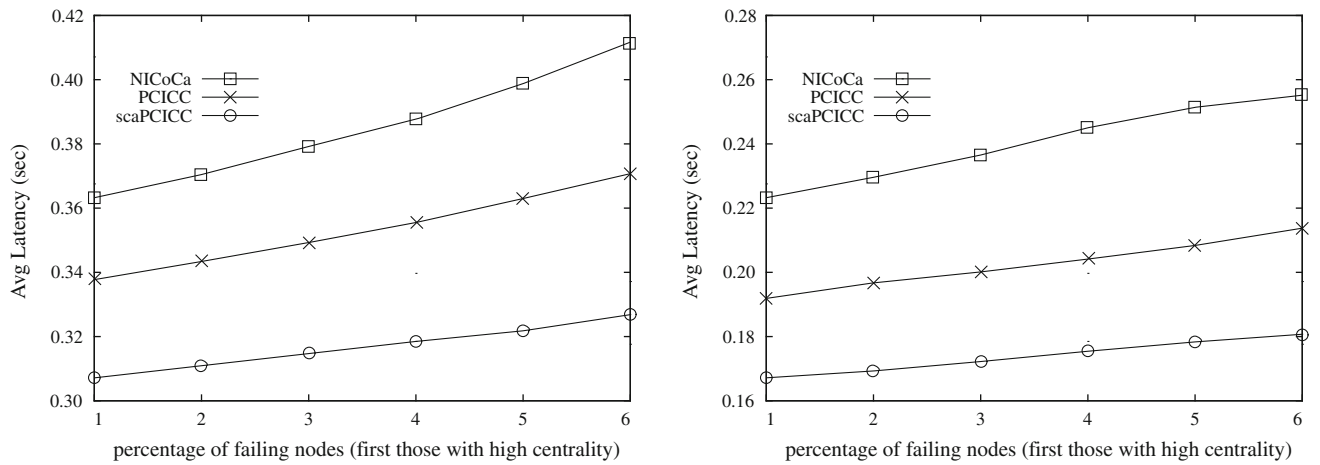 0.42
0.40
0.38
0.36
0.34
0.32
0.30
Avg Latency (sec)
NICoCa
PCICC
scaPCICC
1 2 3 4 5 6
percentage of failing nodes (first those with high centrality)
0.28
0.26
0.24
0.22
0.20
0.18
0.16
Avg Latency (sec)
NICoCa
PCICC
scaPCICC
1 2 3 4 5 6
percentage of failing nodes (first those with high centrality)